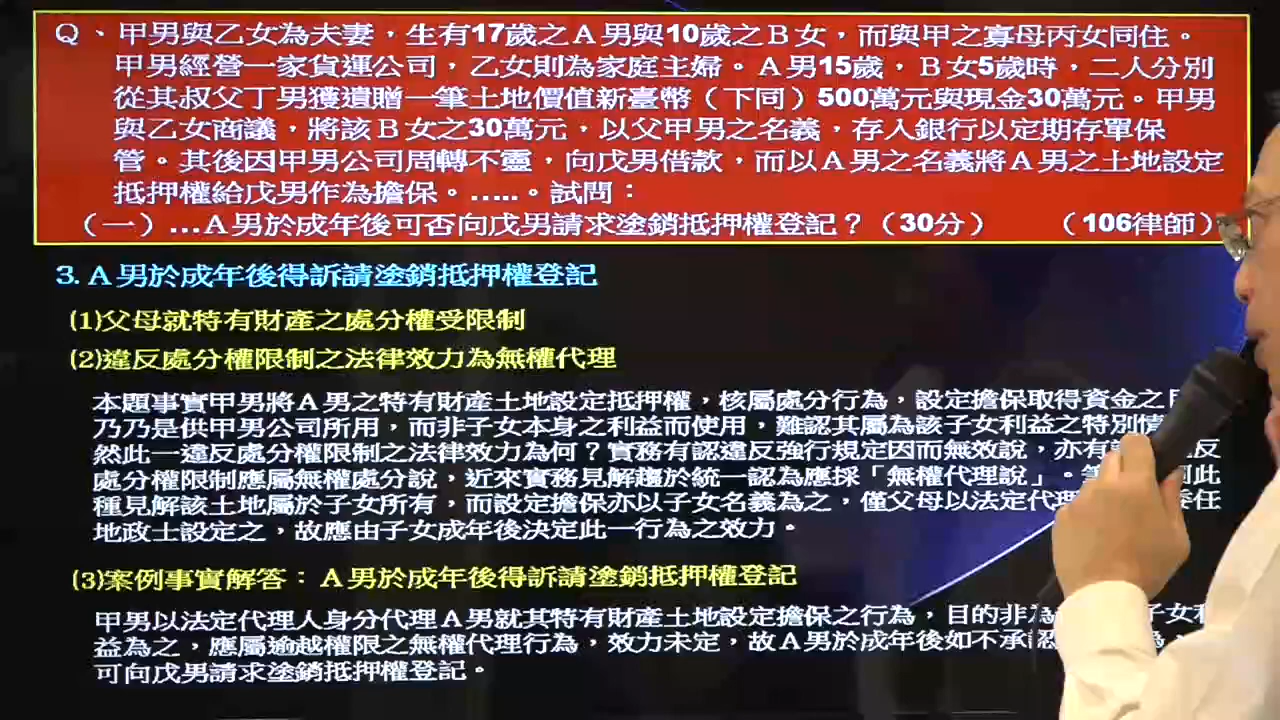 Q、甲男與乙女為夫妻，生有17歲之A男與10歲之B女，而與甲之寡母丙女同住。
甲男經營一家貨運公司，乙女則為家庭主婦。A男15歲，B女5歲時，二人分別
從其叔父丁男獲遺贈一筆土地價值新臺幣（下同）500萬元與現金30萬元。甲男
與乙女商議，將該B女之30萬元，以父甲男之名義，存入銀行以定期存單保
管。其後因甲男公司周轉不靈，向戊男借款，而以A男之名義將A男之土地設定
抵押權給戊男作為擔保。…..。試問：
（一）…A男於成年後可否向戊男請求塗銷抵押權登記？（30分） （106律師）
3. A男於成年後得訴請塗銷抵押權登記
(1)父母就特有財產之處分權受限制
(2)違反處分權限制之法律效力為無權代理
本題事實甲男將A男之特有財產土地設定抵押權，核屬處分行為，設定擔保取得資金之
乃乃是供甲男公司所用，而非子女本身之利益而使用，難認其屬為該子女利益之特別情
然此一違反處分權限制之法律效力為何？實務有認違反強行規定因而無效說，亦有 反
處分權限制應屬無權處分說，近來實務見解趨於統一認為應採「無權代理說」。 此
種見解該土地屬於子女所有，而設定擔保亦以子女名義為之，僅父母以法定代理 委任
地政士設定之，故應由子女成年後決定此一行為之效力。
(3)案例事實解答：A男於成年後得訴請塗銷抵押權登記
甲男以法定代理人身分代理A男就其特有財產土地設定擔保之行為，目的非為 子女利
益為之，應屬逾越權限之無權代理行為，效力未定，故A男於成年後如不承認
可向戊男請求塗銷抵押權登記。